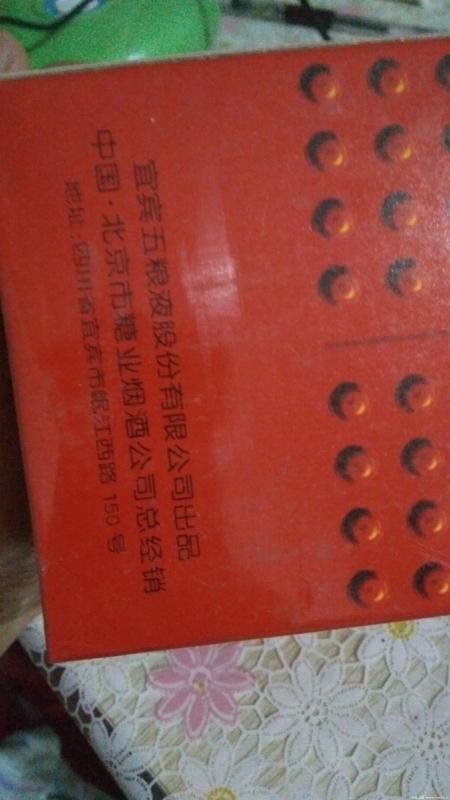 宜宾五粮液股份有限公司出品
中国·北京市糖业烟酒公司总经销
地址:四川省宜宾市岷江西路 150 号